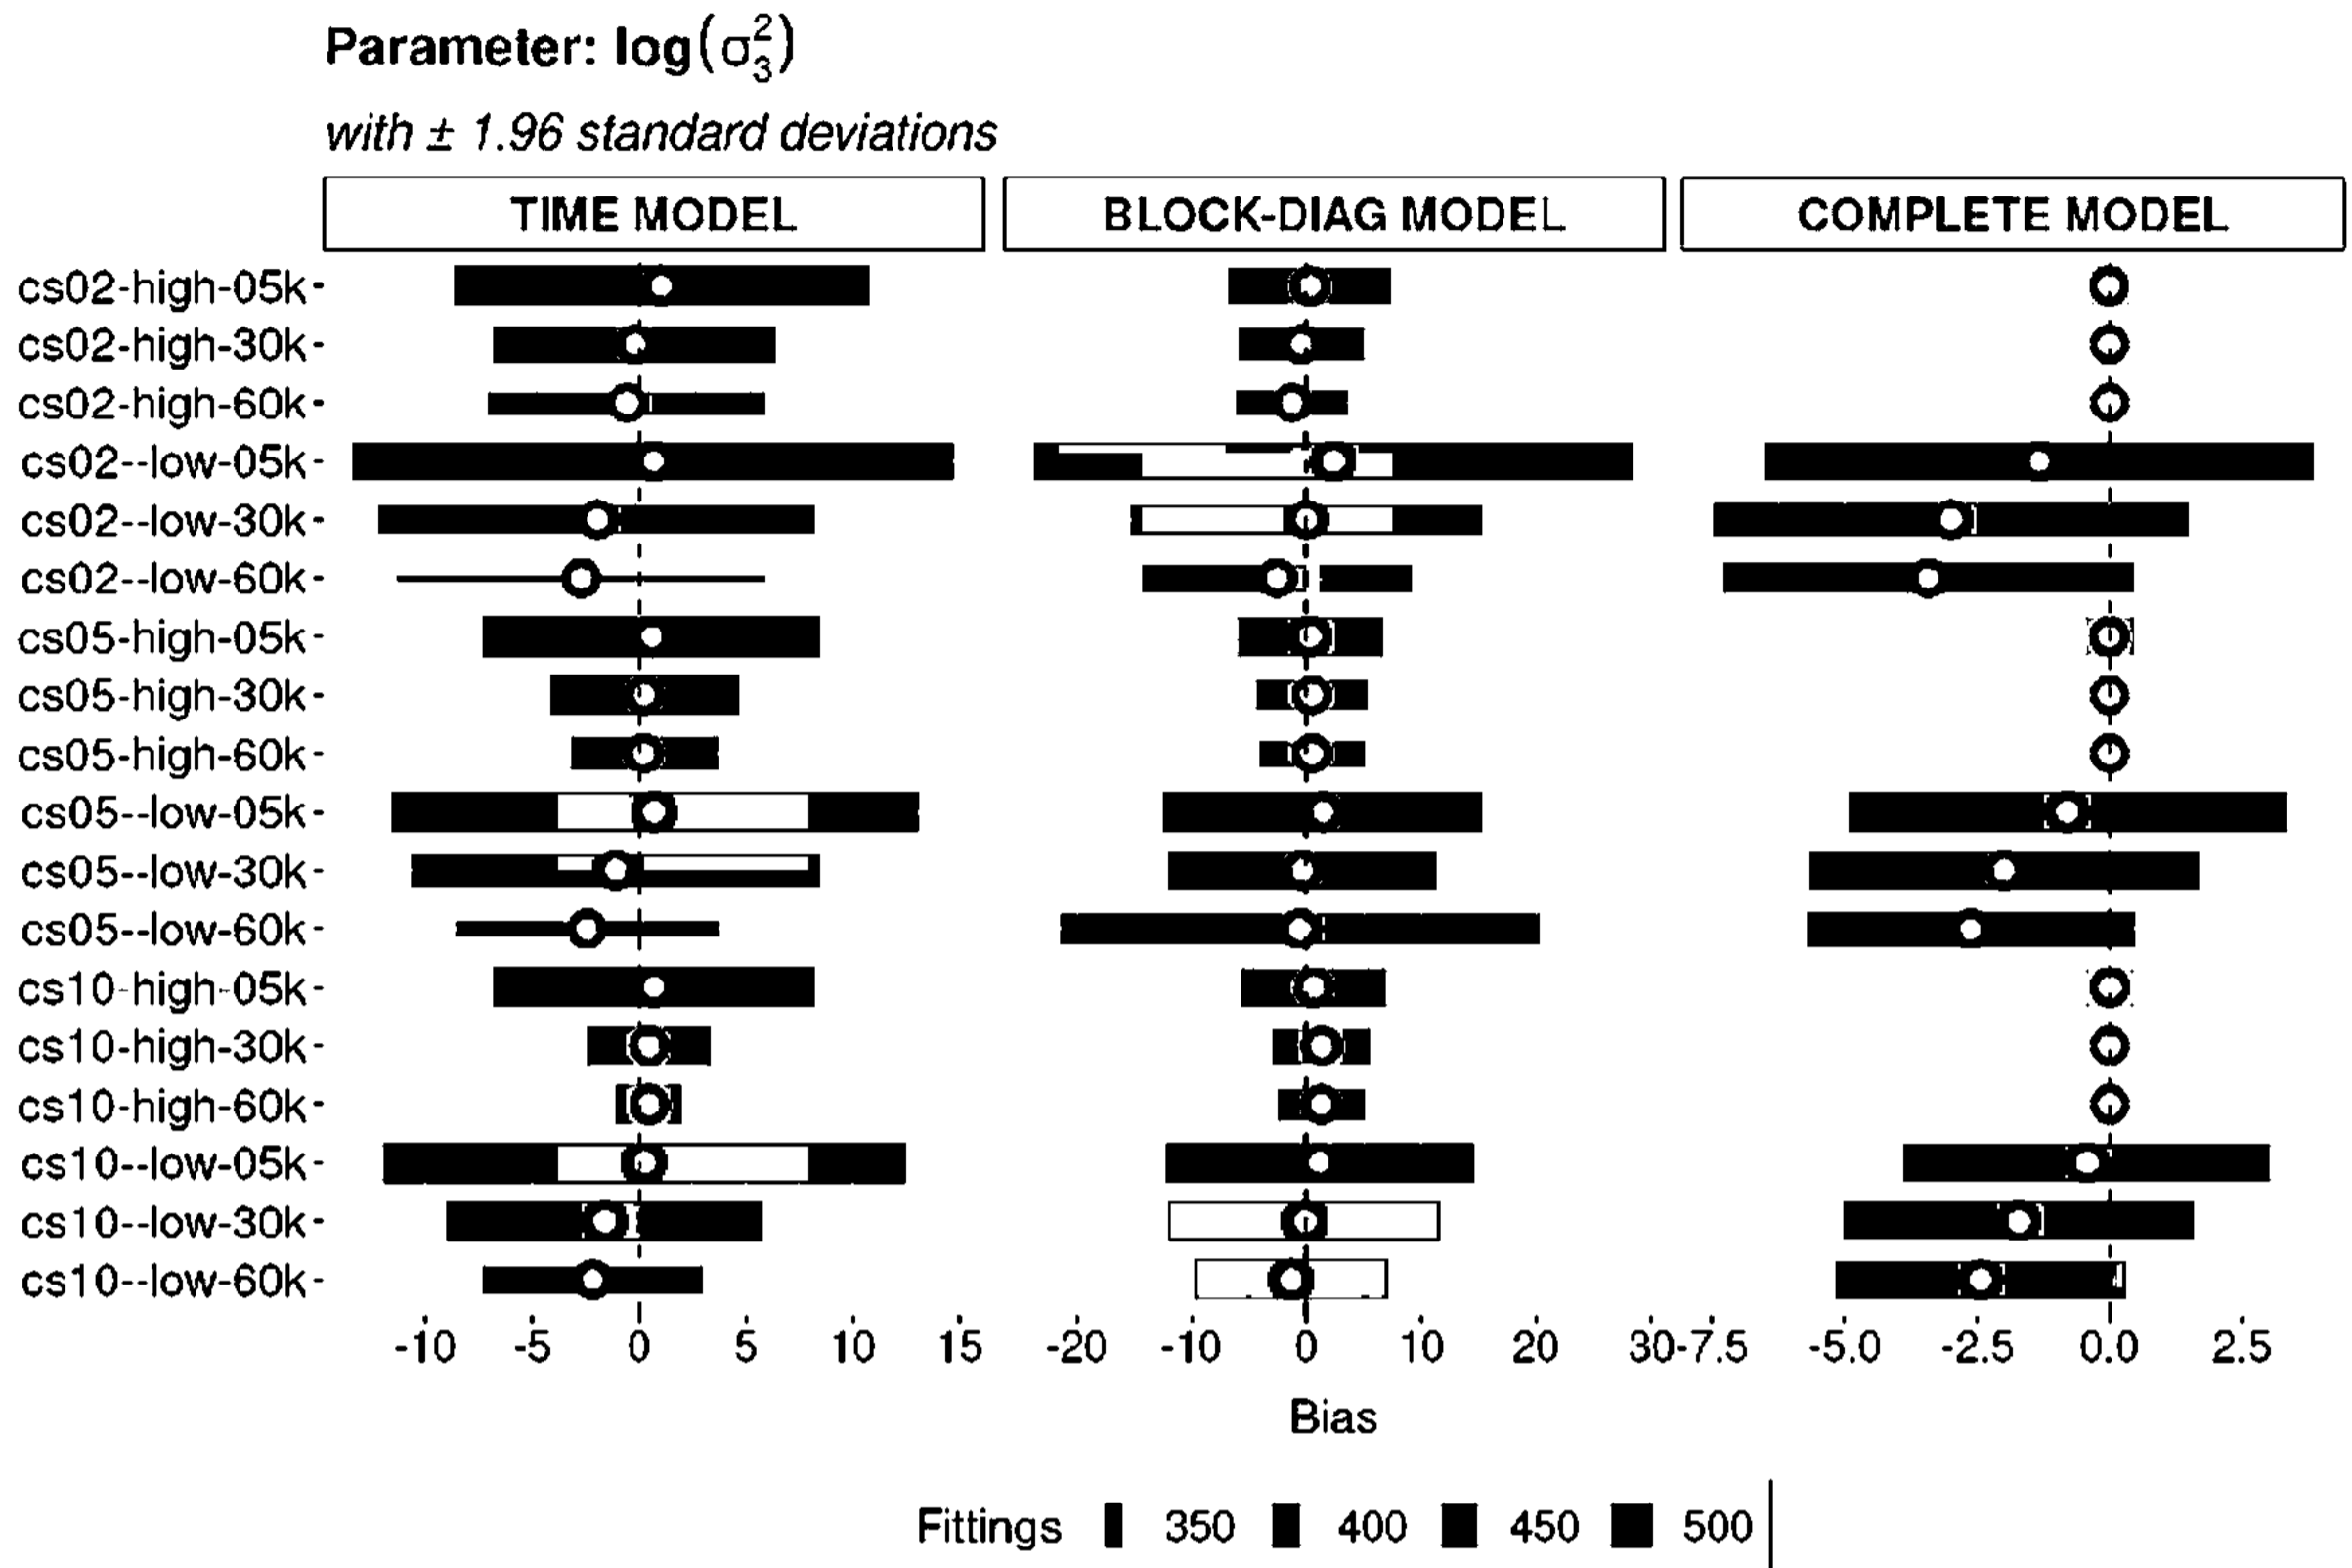 Parameter: log(σ₃²)
with ± 1.96 standard deviations
TIME MODEL BLOCK-DIAG MODEL COMPLETE MODEL
cs02-high-05k
cs02-high-30k
cs02-high-60k
cs02--low-05k
cs02--low-30k
cs02--low-60k
cs05-high-05k
cs05-high-30k
cs05-high-60k
cs05--low-05k
cs05--low-30k
cs05--low-60k
cs10-high-05k
cs10-high-30k
cs10-high-60k
cs10--low-05k
cs10--low-30k
cs10--low-60k
-10 -5 0 5 10 15 -20 -10 0 10 20 30 -7.5 -5.0 -2.5 0.0 2.5
Bias
Fittings 350 400 450 500